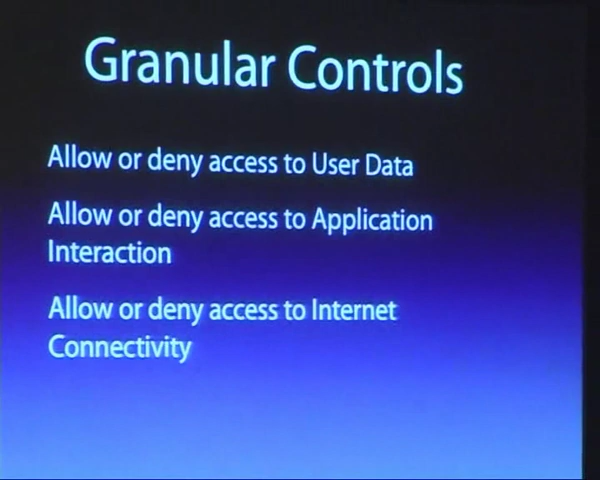 Granular Controls
Allow or deny access to User Data
Allow or deny access to Application
Interaction
Allow or deny access to Internet
Connectivity